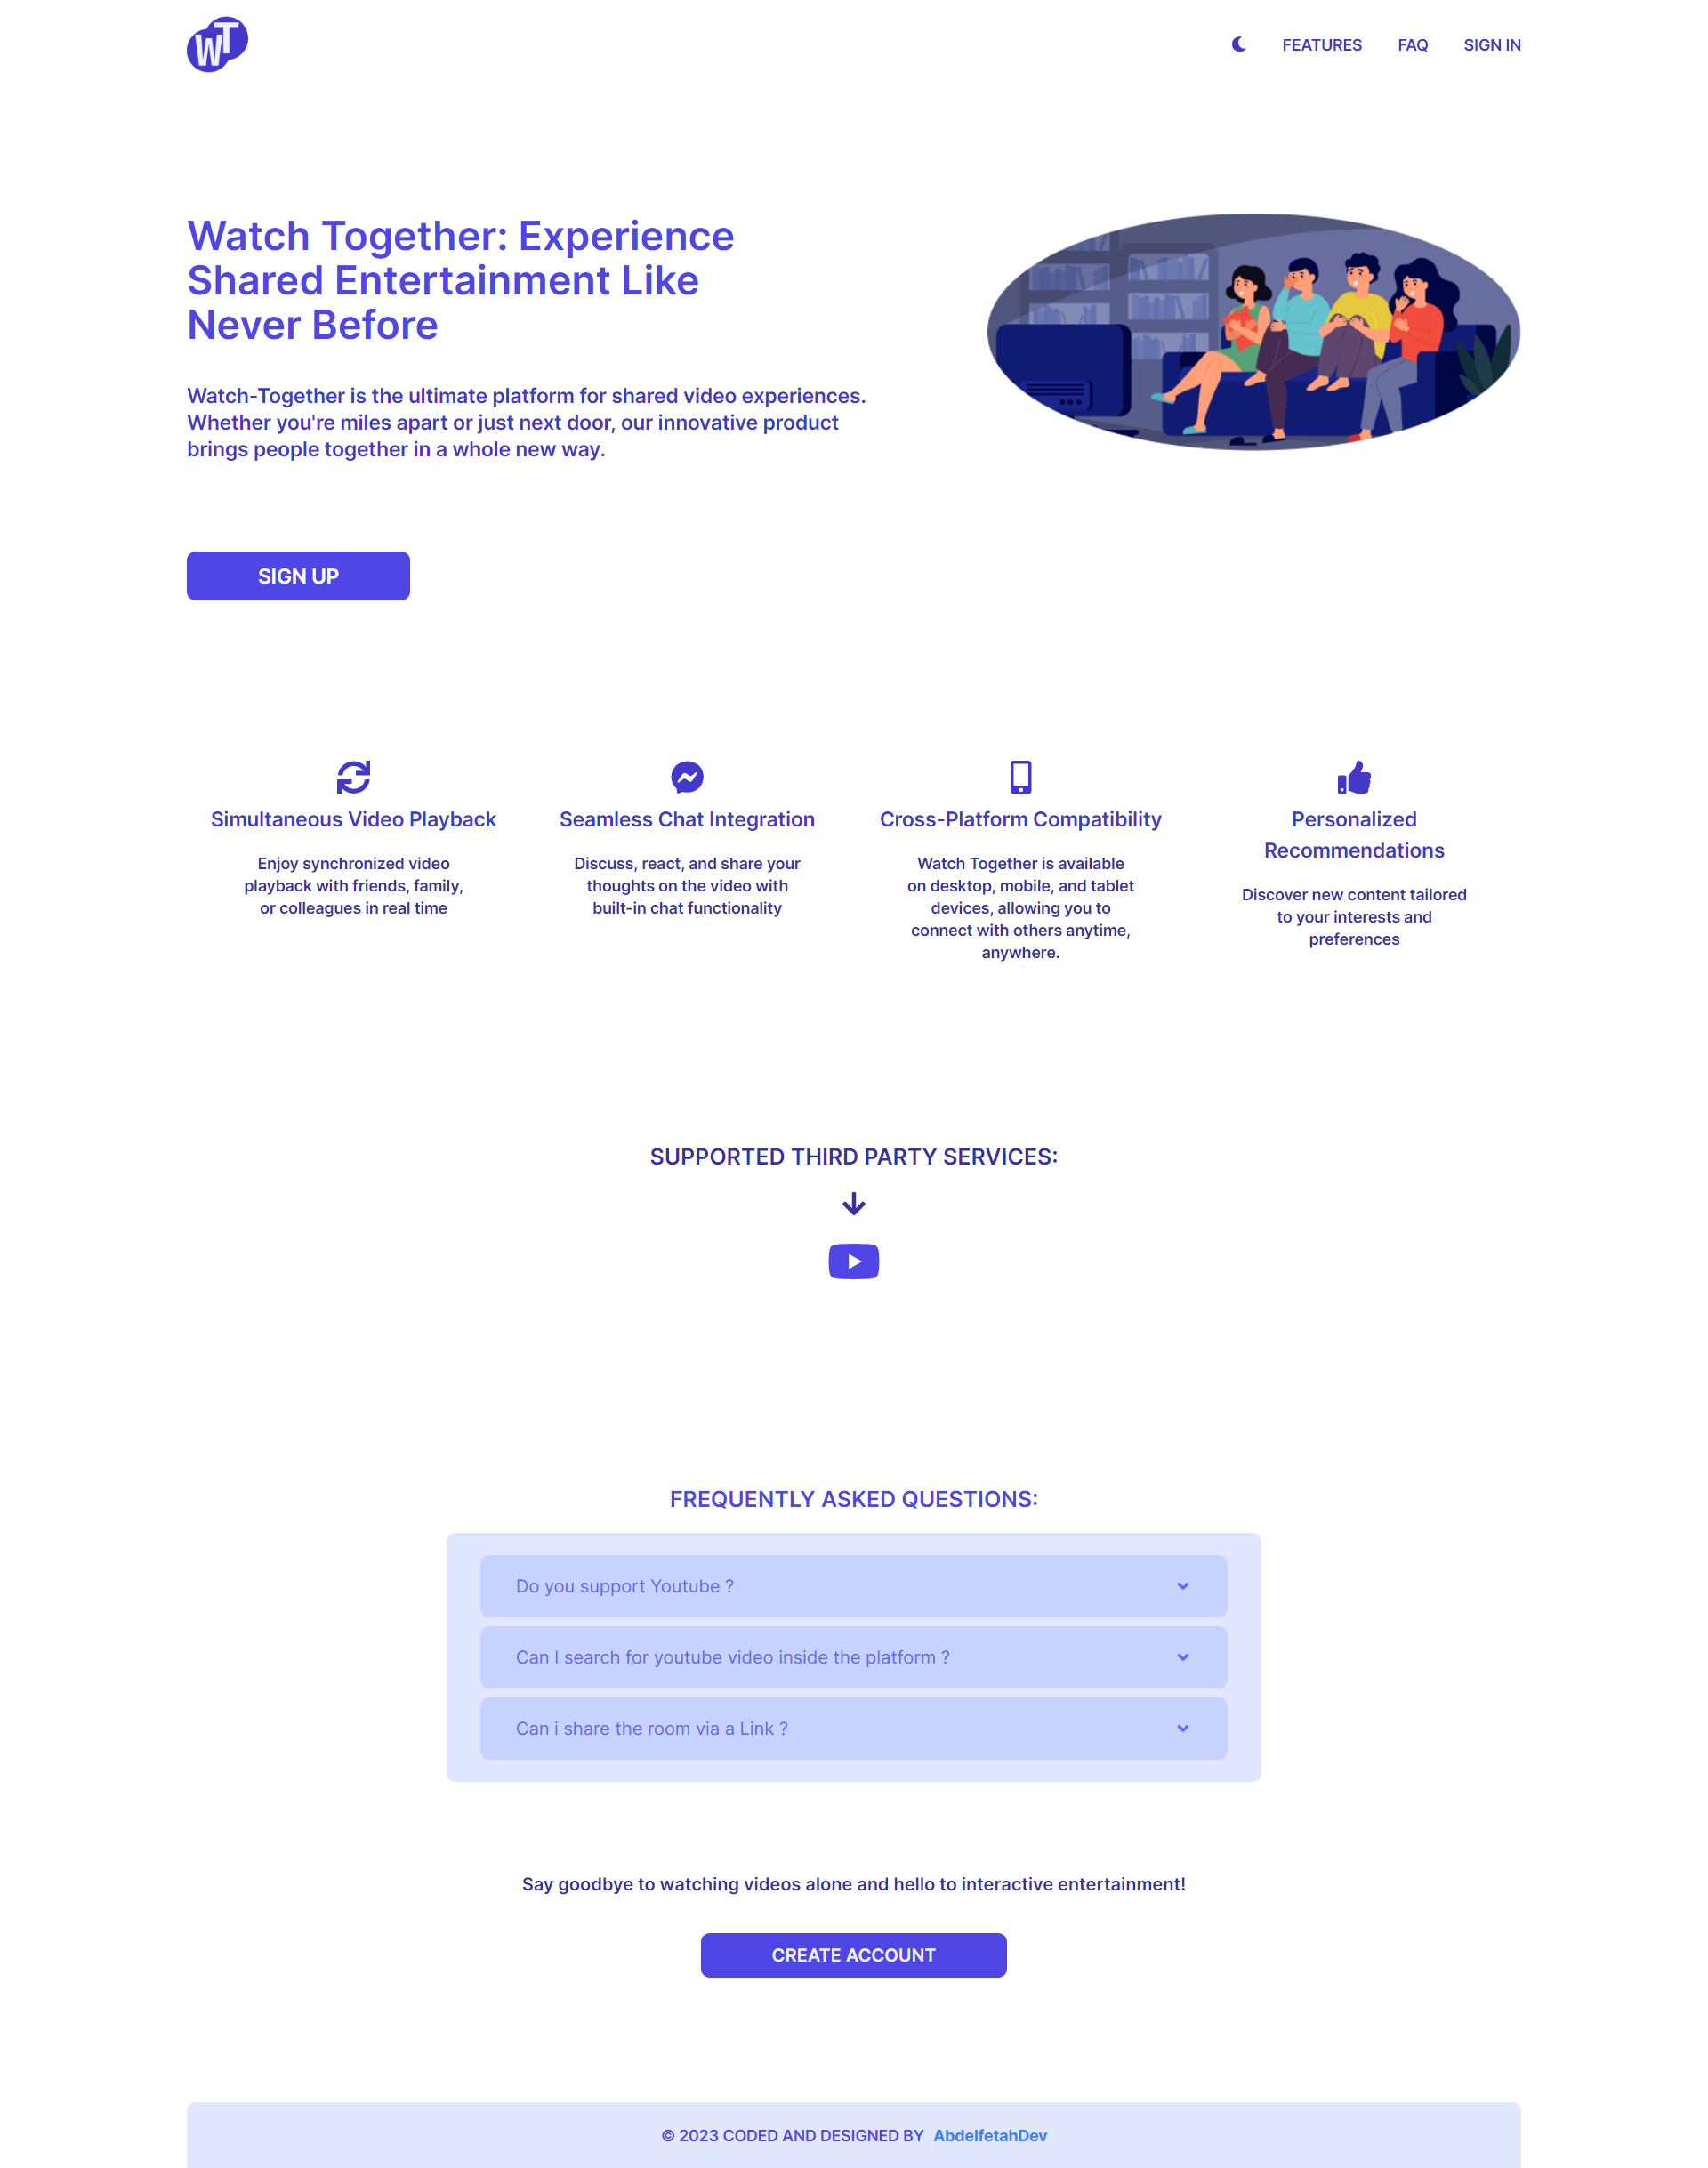 WT
FEATURES
FAQ
SIGN IN
Watch Together: Experience
Shared Entertainment Like
Never Before
Watch-Together is the ultimate platform for shared video experiences.
Whether you're miles apart or just next door, our innovative product
brings people together in a whole new way.
SIGN UP
Simultaneous Video Playback
Enjoy synchronized video
playback with friends, family,
or colleagues in real time
Seamless Chat Integration
Discuss, react, and share your
thoughts on the video with
built-in chat functionality
Cross-Platform Compatibility
Watch Together is available
on desktop, mobile, and tablet
devices, allowing you to
connect with others anytime,
anywhere.
Personalized
Recommendations
Discover new content tailored
to your interests and
preferences
SUPPORTED THIRD PARTY SERVICES:
FREQUENTLY ASKED QUESTIONS:
Do you support Youtube ?
Can I search for youtube video inside the platform ?
Can i share the room via a Link ?
Say goodbye to watching videos alone and hello to interactive entertainment!
CREATE ACCOUNT
© 2023 CODED AND DESIGNED BY AbdelfetahDev